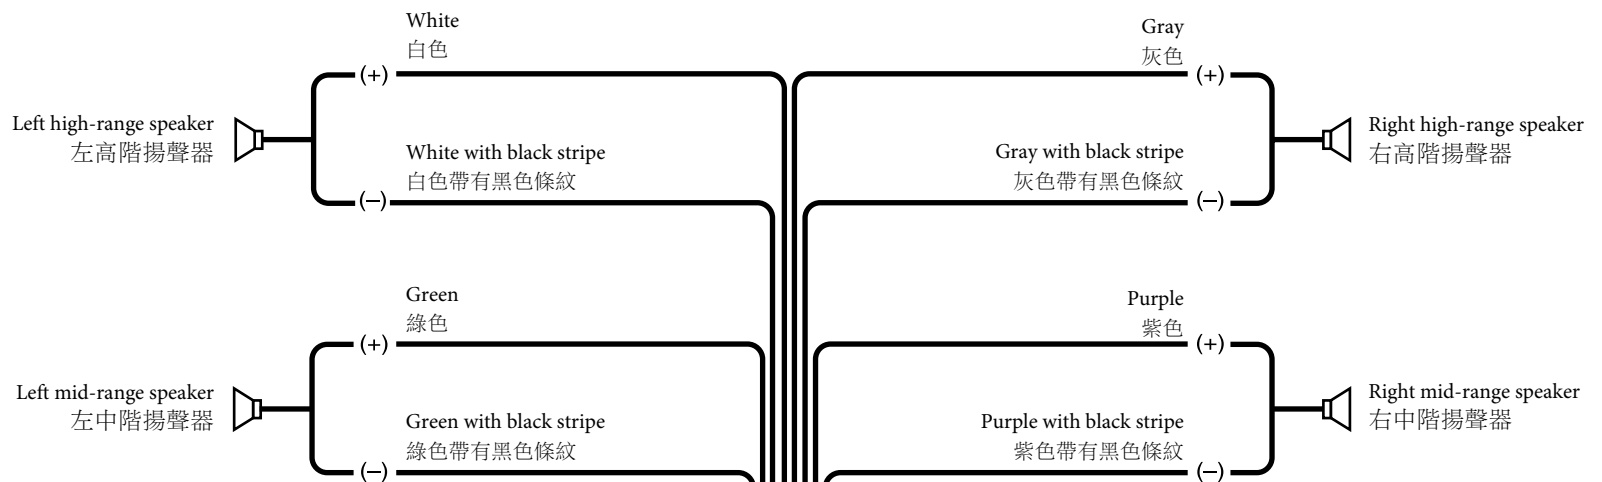 White
白色
Gray
灰色
(+)
(+)
Left high-range speaker
左高階揚聲器
Right high-range speaker
右高階揚聲器
White with black stripe
白色帶有黑色條紋
Gray with black stripe
灰色帶有黑色條紋
(−)
(−)
Green
綠色
Purple
紫色
(+)
(+)
Left mid-range speaker
左中階揚聲器
Right mid-range speaker
右中階揚聲器
Green with black stripe
綠色帶有黑色條紋
Purple with black stripe
紫色帶有黑色條紋
(−)
(−)